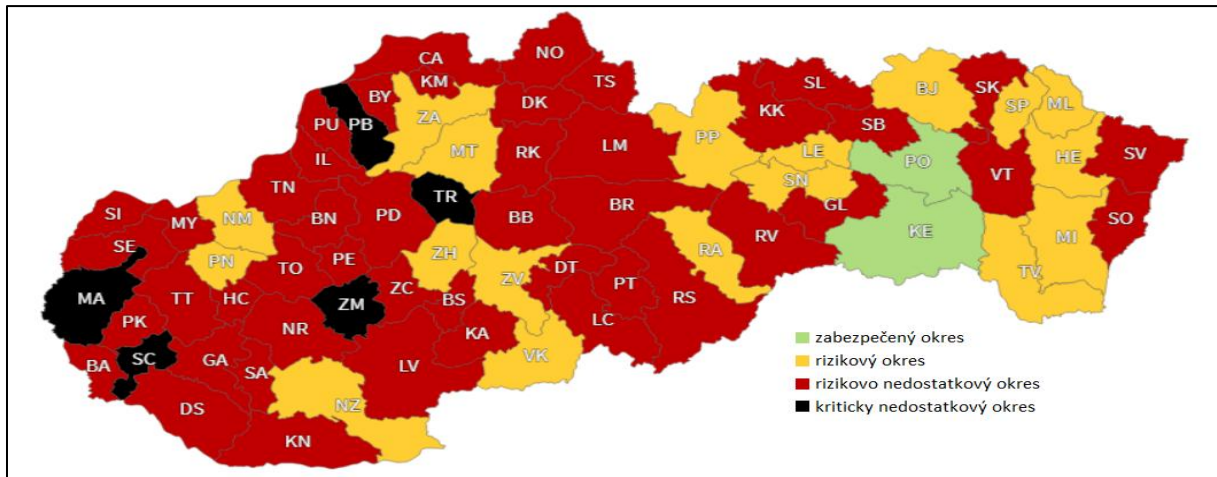 NO
CA
KM
TS
BY
DK
SL
BJ
SK
SP
ML
PU
PB
ZA
KK
SB
PP
MT
RK
LM
LE
PO
HE
SV
IL
SN
VT
TN
TR
GL
SO
SI
MY
NM
BN
PD
BB
BR
KE
MI
SE
ZH
RA
RV
TV
PN
TO
PE
DT
MA
ZV
TT
HC
ZM
ZC
BS
PT
RS
PK
NR
KA
LC
BA
SC
GA
SA
LV
VK
DS
NZ
KN
zabezpečený okres
rizikový okres
rizikovo nedostatkový okres
kriticky nedostatkový okres